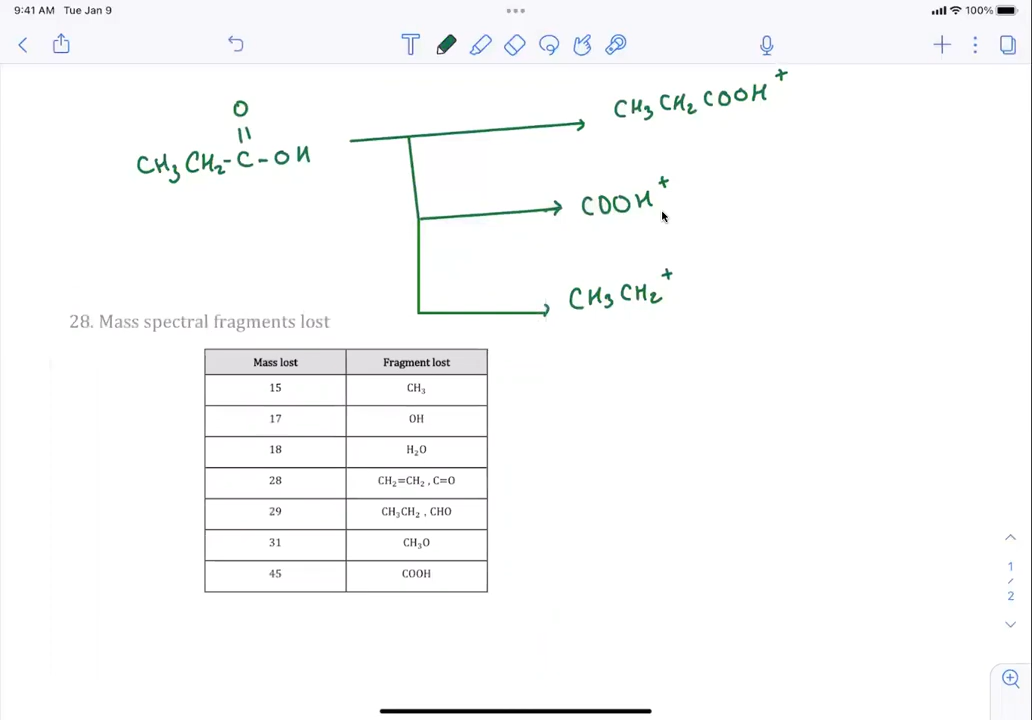 9:41 AM Tue Jan 9
100%
CH₃CH₂COOH⁺
O
||
CH₃CH₂-C-OH
COOH⁺
CH₃CH₂⁺
28. Mass spectral fragments lost
Mass lost Fragment lost
15 CH₃
17 OH
18 H₂O
28 CH₂=CH₂ , C=O
29 CH₃CH₂ , CHO
31 CH₃O
45 COOH
1
/
2